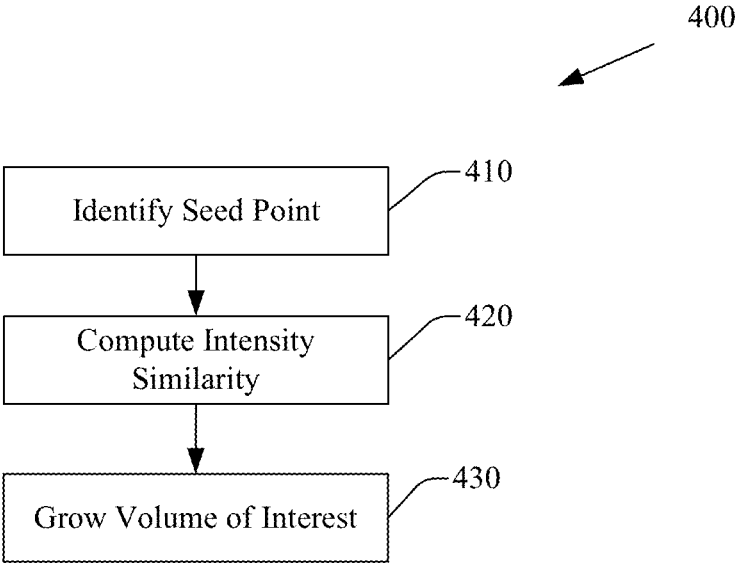 400
410
Identify Seed Point
420
Compute Intensity
Similarity
430
Grow Volume of Interest